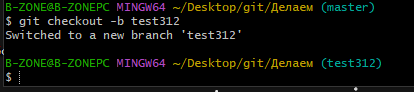 B-ZONE@B-ZONEPC MINGW64 ~/Desktop/git/Делаем (master)
$ git checkout -b test312
Switched to a new branch 'test312'
B-ZONE@B-ZONEPC MINGW64 ~/Desktop/git/Делаем (test312)
$